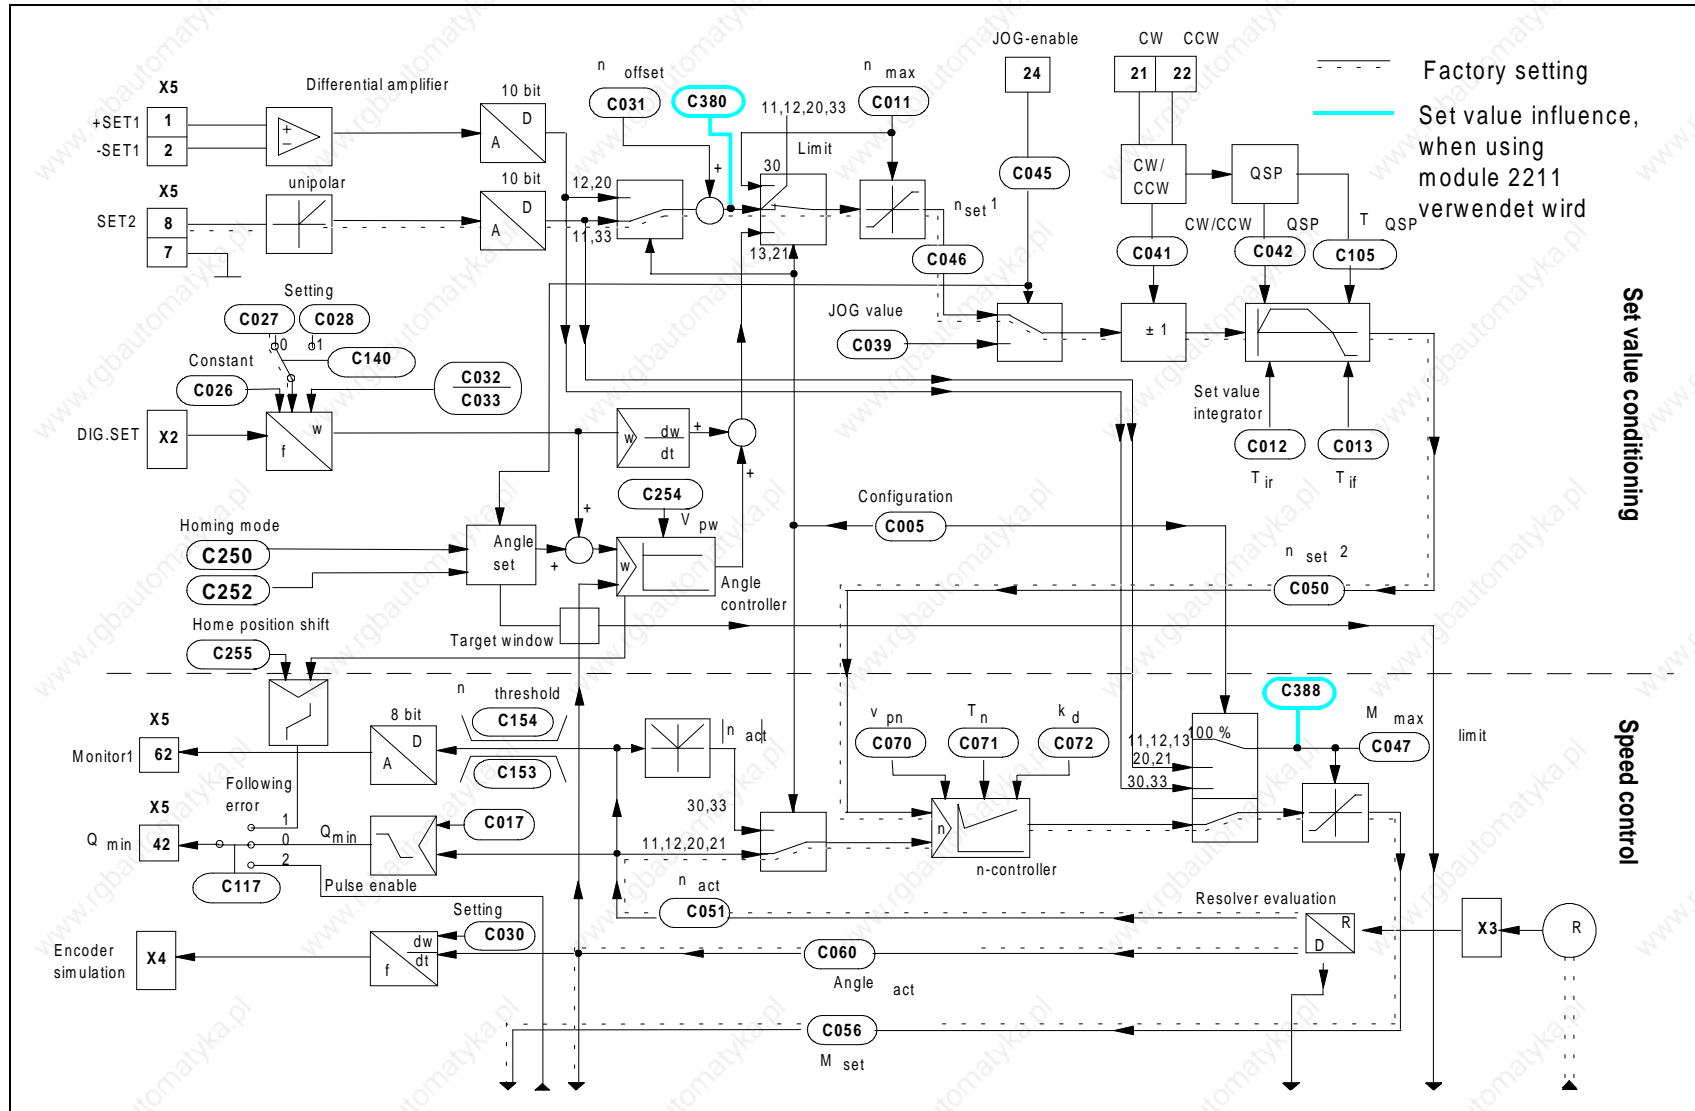 JOG-enable
CW CCW
24
21 22
Factory setting
Set value influence,
when using
module 2211
verwendet wird
X5
Differential amplifier
10 bit
n offset
C031
C380
11,12,20,33
n max
C011
+SET1 1
-SET1 2
+
-
A D
Limit
30
+
CW/
CCW
QSP
C045
X5
unipolar
10 bit
12,20
SET2 8
7
A D
11,33
13,21
n set 1
C046
CW/CCW
C041
QSP
C042
T QSP
C105
Setting
C027 C028
0 1
C140
Constant
C026
C032
C033
JOG value
C039
± 1
DIG.SET X2
f w
w dw
dt
+
+
Set value
integrator
C012
T ir
C013
T if
Set value conditioning
C254
V pw
Configuration
C005
Homing mode
C250
C252
Angle
set
+
+
w
Angle
controller
n set 2
C050
Home position shift
C255
Target window
n threshold
C154
C153
X5
Monitor1 62
8 bit
A D
|n act|
V pn
C070
T n
C071
k d
C072
C388
M max
C047
limit
100 %
11,12,13
20,21
30,33
Speed control
Following
error
X5
Q min 42
1
0
2
C117
Q min
C017
30,33
11,12,20,21
n
n-controller
Pulse enable
n act
C051
Resolver evaluation
R
D
X3
R
Encoder
simulation
X4
Setting
C030
f dw
dt
C060
Angle act
C056
M set
www.rgbautomatyka.pl